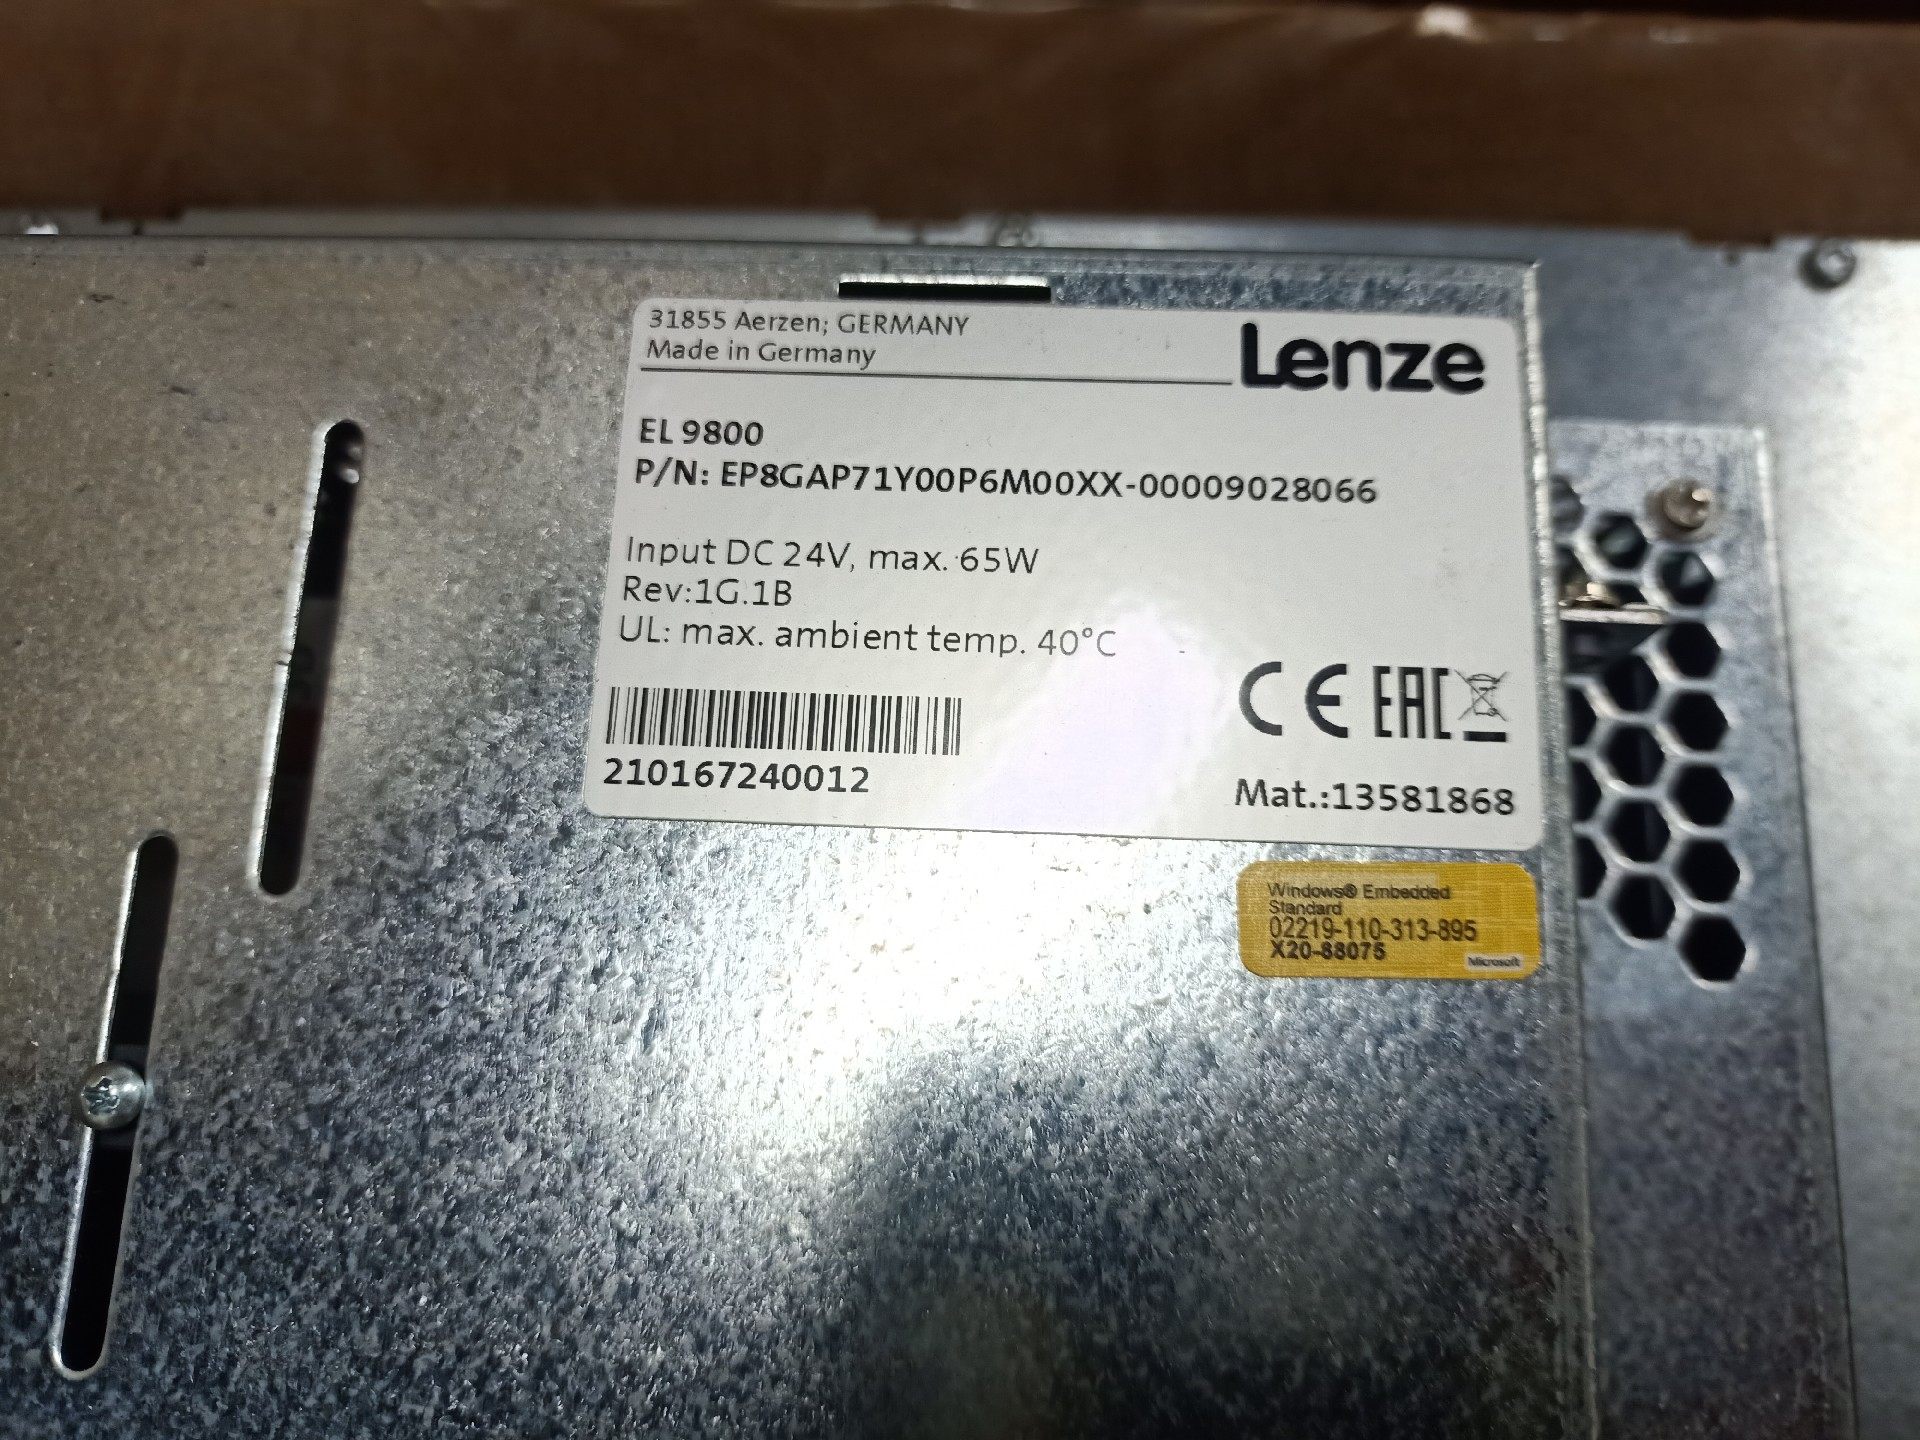 31855 Aerzen; GERMANY
Made in Germany
Lenze
EL 9800
P/N: EP8GAP71Y00P6M00XX-00009028066
Input DC 24V, max. 65W
Rev:1G.1B
UL: max. ambient temp. 40°C
CE EAC
210167240012
Mat.:13581868
Windows® Embedded
Standard
02219-110-313-895
X20-88075
Microsoft